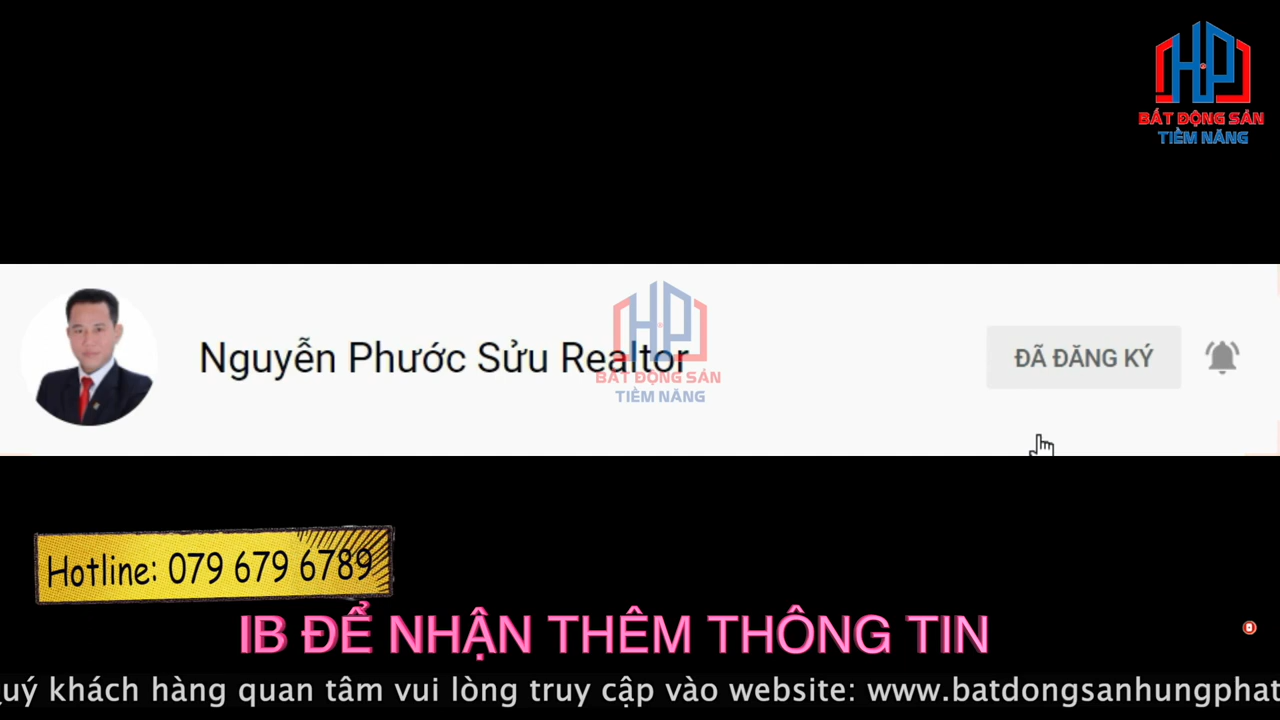 BẤT ĐỘNG SẢN
TIỀM NĂNG
Nguyễn Phước Sửu Realtor
BẤT ĐỘNG SẢN
TIỀM NĂNG
ĐÃ ĐĂNG KÝ
Hotline: 079 679 6789
IB ĐỂ NHẬN THÊM THÔNG TIN
uý khách hàng quan tâm vui lòng truy cập vào website: www.batdongsanhungphat